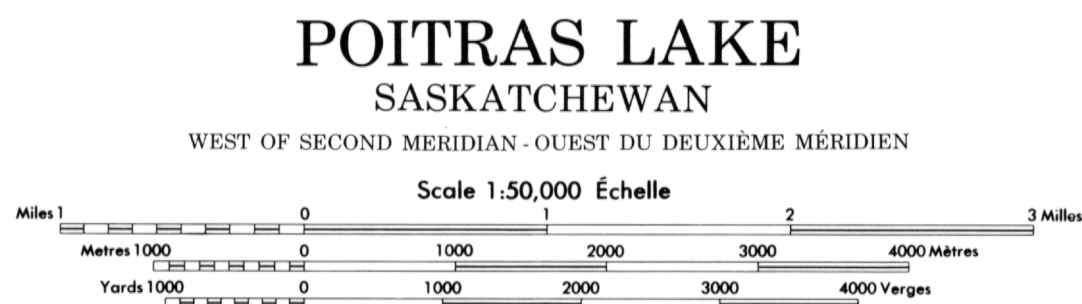 POITRAS LAKE
SASKATCHEWAN
WEST OF SECOND MERIDIAN - OUEST DU DEUXIÈME MÉRIDIEN
Scale 1:50,000 Échelle
Miles 1 0 1 2 3 Milles
Metres 1000 0 1000 2000 3000 4000 Mètres
Yards 1000 0 1000 2000 3000 4000 Verges